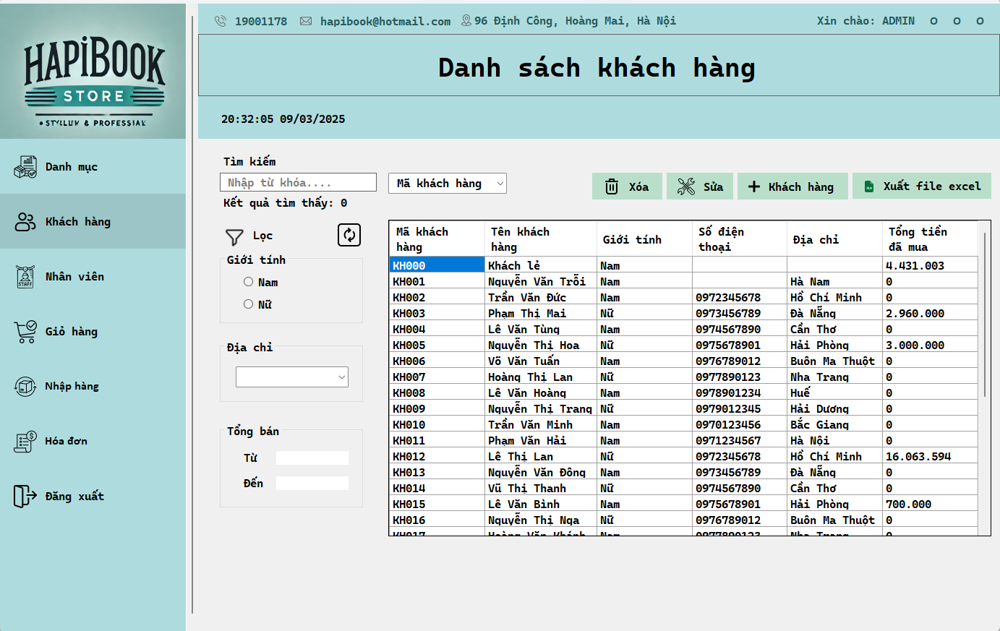 HAPiBOOK
STORE
19001178 hapibook@hotmail.com 96 Định Công, Hoàng Mai, Hà Nội Xin chào: ADMIN O O O
Danh sách khách hàng
20:32:05 09/03/2025
Danh mục
Khách hàng
Nhân viên
STAFF
Giỏ hàng
Nhập hàng
Hóa đơn
Đăng xuất
Tìm kiếm
Nhập từ khóa....
Mã khách hàng
Xóa
Sửa
Khách hàng
Xuất file excel
Kết quả tìm thấy: 0
Lọc
Giới tính
Nam
Nữ
Địa chỉ
Tổng bán
Từ
Đến
Mã khách hàng Tên khách hàng Giới tính Số điện thoại Địa chỉ Tổng tiền đã mua
KH000 Khách lẻ Nam 4.431.003
KH001 Nguyễn Văn Trỗi Nam Hà Nam 0
KH002 Trần Văn Đức Nam 0972345678 Hồ Chí Minh 0
KH003 Phạm Thị Mai Nữ 0973456789 Đà Nẵng 2.960.000
KH004 Lê Văn Tùng Nam 0974567890 Cần Thơ 0
KH005 Nguyễn Thị Hoa Nữ 0975678901 Hải Phòng 3.000.000
KH006 Võ Văn Tuấn Nam 0976789012 Buôn Ma Thuột 0
KH007 Hoàng Thị Lan Nữ 0977890123 Nha Trang 0
KH008 Lê Văn Hoàng Nam 0978901234 Huế 0
KH009 Nguyễn Thị Trang Nữ 0979012345 Hải Dương 0
KH010 Trần Văn Minh Nam 0970123456 Bắc Giang 0
KH011 Phạm Văn Hải Nam 0971234567 Hà Nội 0
KH012 Lê Thị Lan Nữ 0972345678 Hồ Chí Minh 16.063.594
KH013 Nguyễn Văn Đông Nam 0973456789 Đà Nẵng 0
KH014 Vũ Thị Thanh Nữ 0974567890 Cần Thơ 0
KH015 Lê Văn Bình Nam 0975678901 Hải Phòng 700.000
KH016 Nguyễn Thị Nga Nữ 0976789012 Buôn Ma Thuột 0
KH017 Hoàng Văn Khánh Nam 0977890123 Nha Trang 0